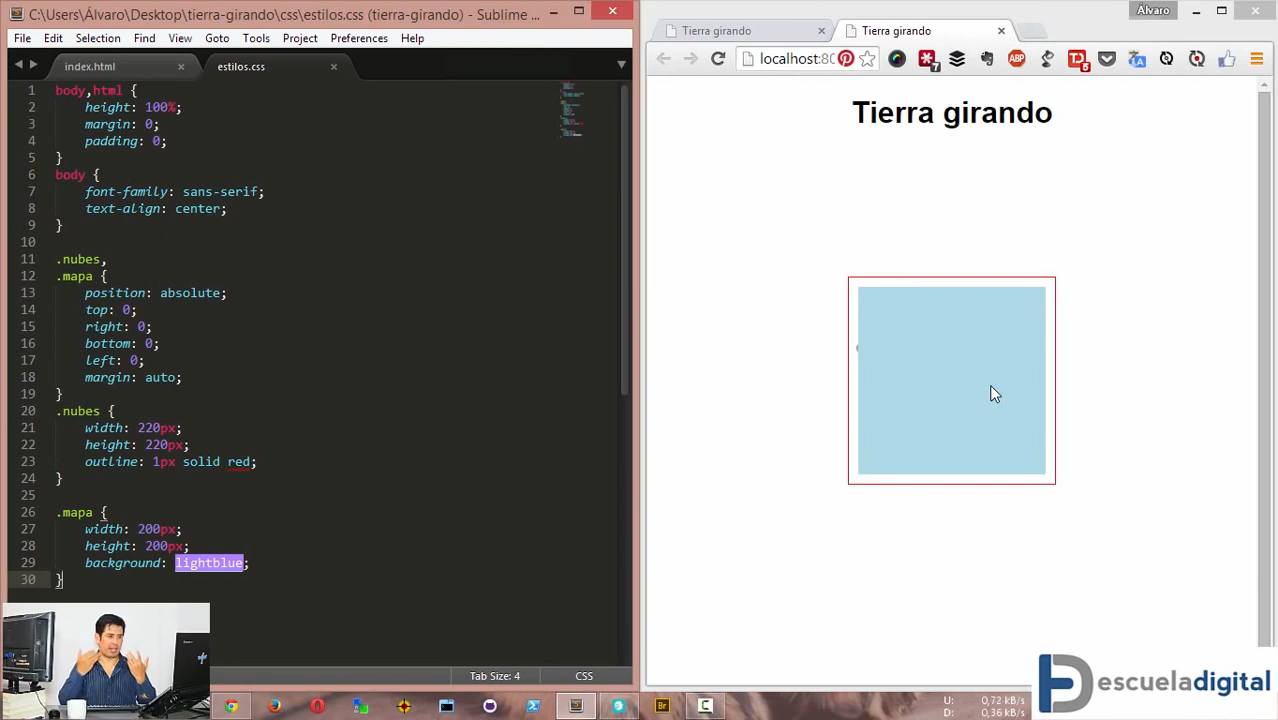 C:\Users\Álvaro\Desktop\tierra-girando\css\estilos.css (tierra-girando) - Sublime ...
File Edit Selection Find View Goto Tools Project Preferences Help
index.html
estilos.css
1 body,html {
2 height: 100%;
3 margin: 0;
4 padding: 0;
5 }
6 body {
7 font-family: sans-serif;
8 text-align: center;
9 }
10
11 .nubes,
12 .mapa {
13 position: absolute;
14 top: 0;
15 right: 0;
16 bottom: 0;
17 left: 0;
18 margin: auto;
19 }
20 .nubes {
21 width: 220px;
22 height: 220px;
23 outline: 1px solid red;
24 }
25
26 .mapa {
27 width: 200px;
28 height: 200px;
29 background: lightblue;
30 }
Tab Size: 4
CSS
Álvaro
Tierra girando
Tierra girando
localhost:80
7
ABP
5
Tierra girando
Br
U: 0,72 kB/s
D: 0,36 kB/s
escueladigital